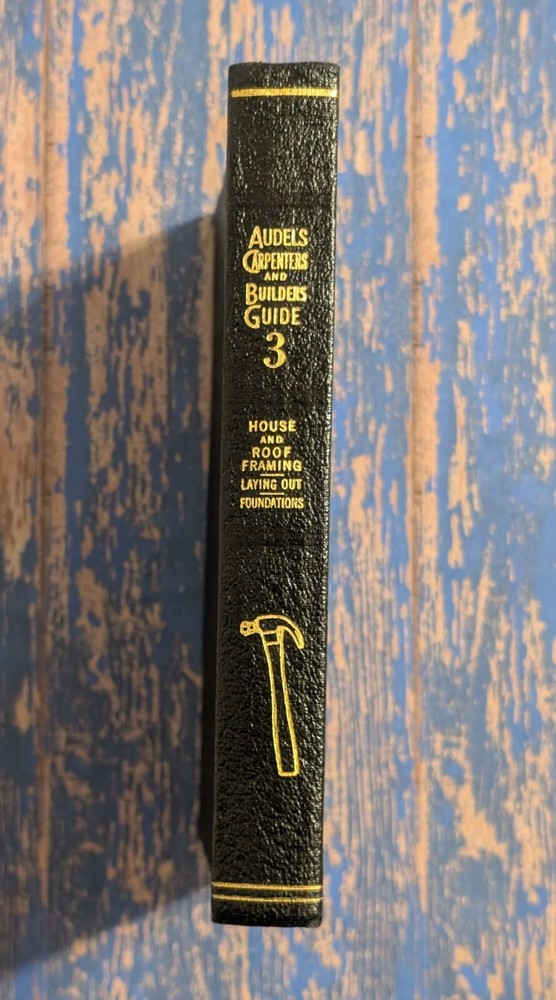 AUDELS
CARPENTERS
AND
BUILDERS
GUIDE
3
HOUSE
AND
ROOF
FRAMING
LAYING OUT
FOUNDATIONS